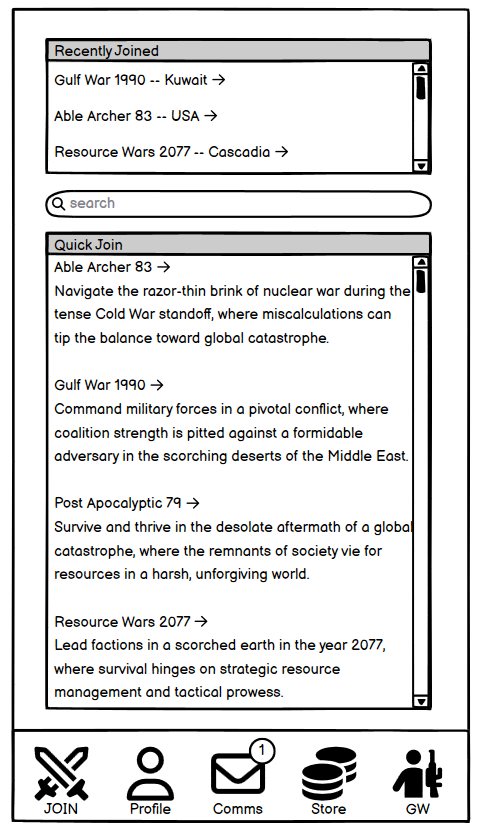 Recently Joined
Gulf War 1990 -- Kuwait →
Able Archer 83 -- USA →
Resource Wars 2077 -- Cascadia →
search
Quick Join
Able Archer 83 →
Navigate the razor-thin brink of nuclear war during the
tense Cold War standoff, where miscalculations can
tip the balance toward global catastrophe.
Gulf War 1990 →
Command military forces in a pivotal conflict, where
coalition strength is pitted against a formidable
adversary in the scorching deserts of the Middle East.
Post Apocalyptic 79 →
Survive and thrive in the desolate aftermath of a global
catastrophe, where the remnants of society vie for
resources in a harsh, unforgiving world.
Resource Wars 2077 →
Lead factions in a scorched earth in the year 2077,
where survival hinges on strategic resource
management and tactical prowess.
1
JOIN Profile Comms Store GW